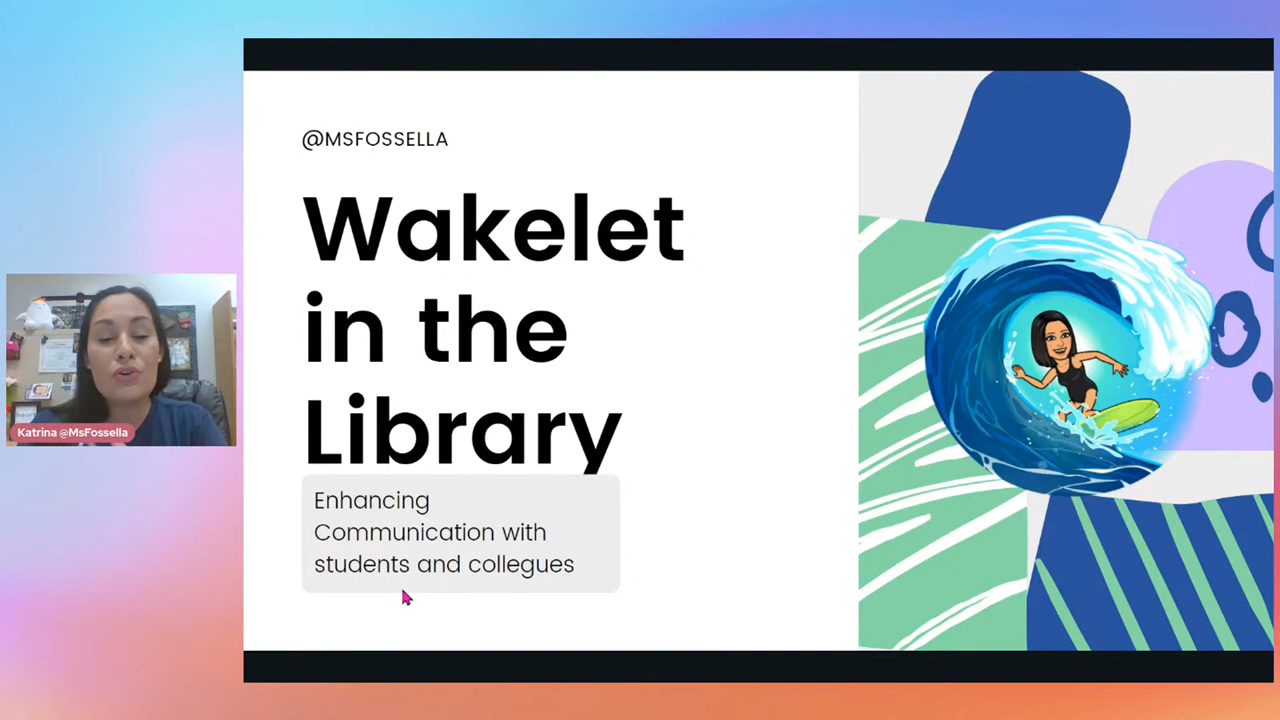 @MSFOSSELLA
Wakelet
in the
Library
Enhancing
Communication with
students and collegues
Katrina @MsFossella